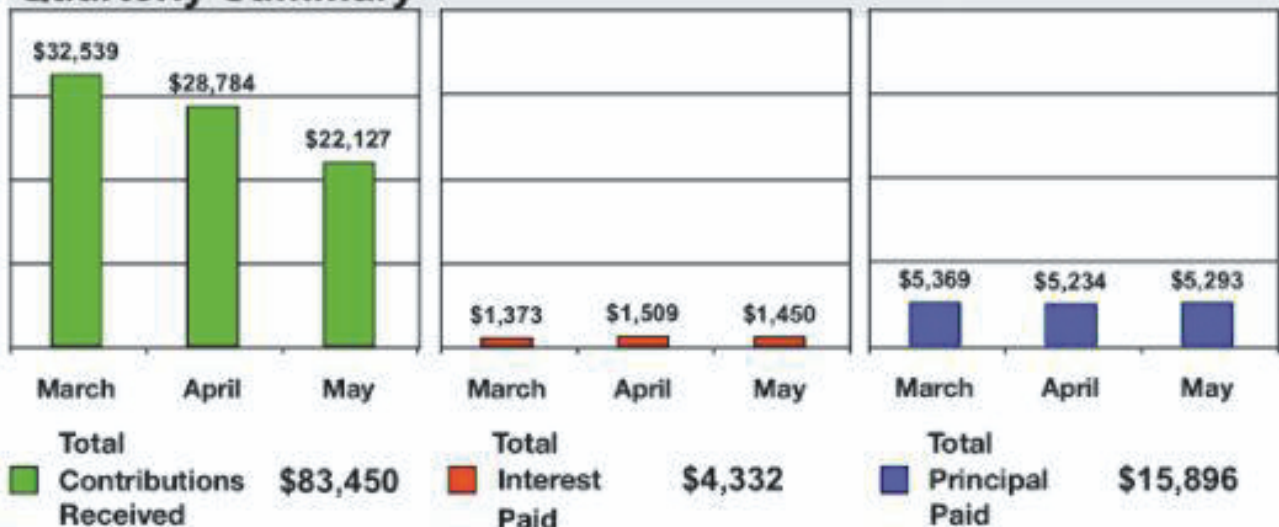 Quarterly Summary
$32,539
$28,784
$22,127
March April May
Total
Contributions $83,450
Received
$1,373 $1,509 $1,450
March April May
Total
Interest $4,332
Paid
$5,369 $5,234 $5,293
March April May
Total
Principal $15,896
Paid